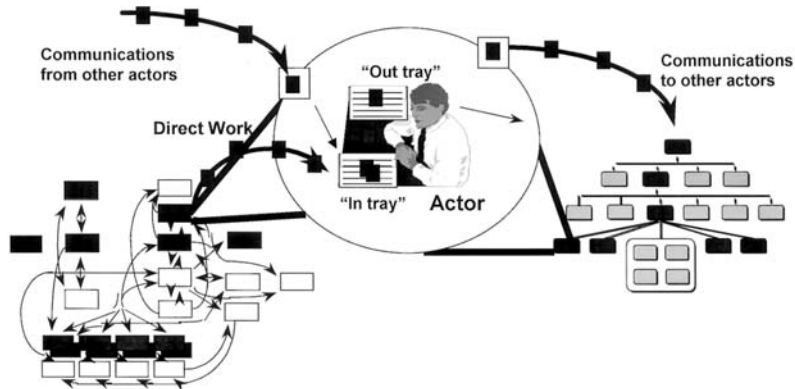 Communications
from other actors
“Out tray”
Communications
to other actors
Direct Work
“In tray”
Actor